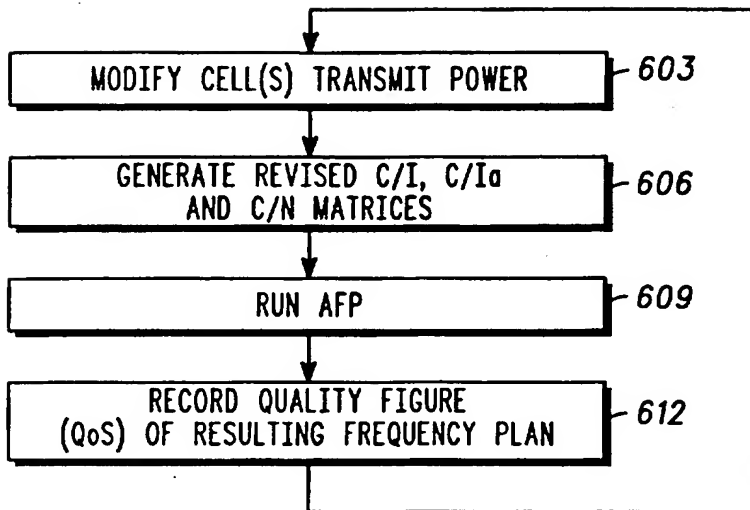 MODIFY CELL(S) TRANSMIT POWER
603
GENERATE REVISED C/I, C/Ia
AND C/N MATRICES
606
RUN AFP
609
RECORD QUALITY FIGURE
(QoS) OF RESULTING FREQUENCY PLAN
612